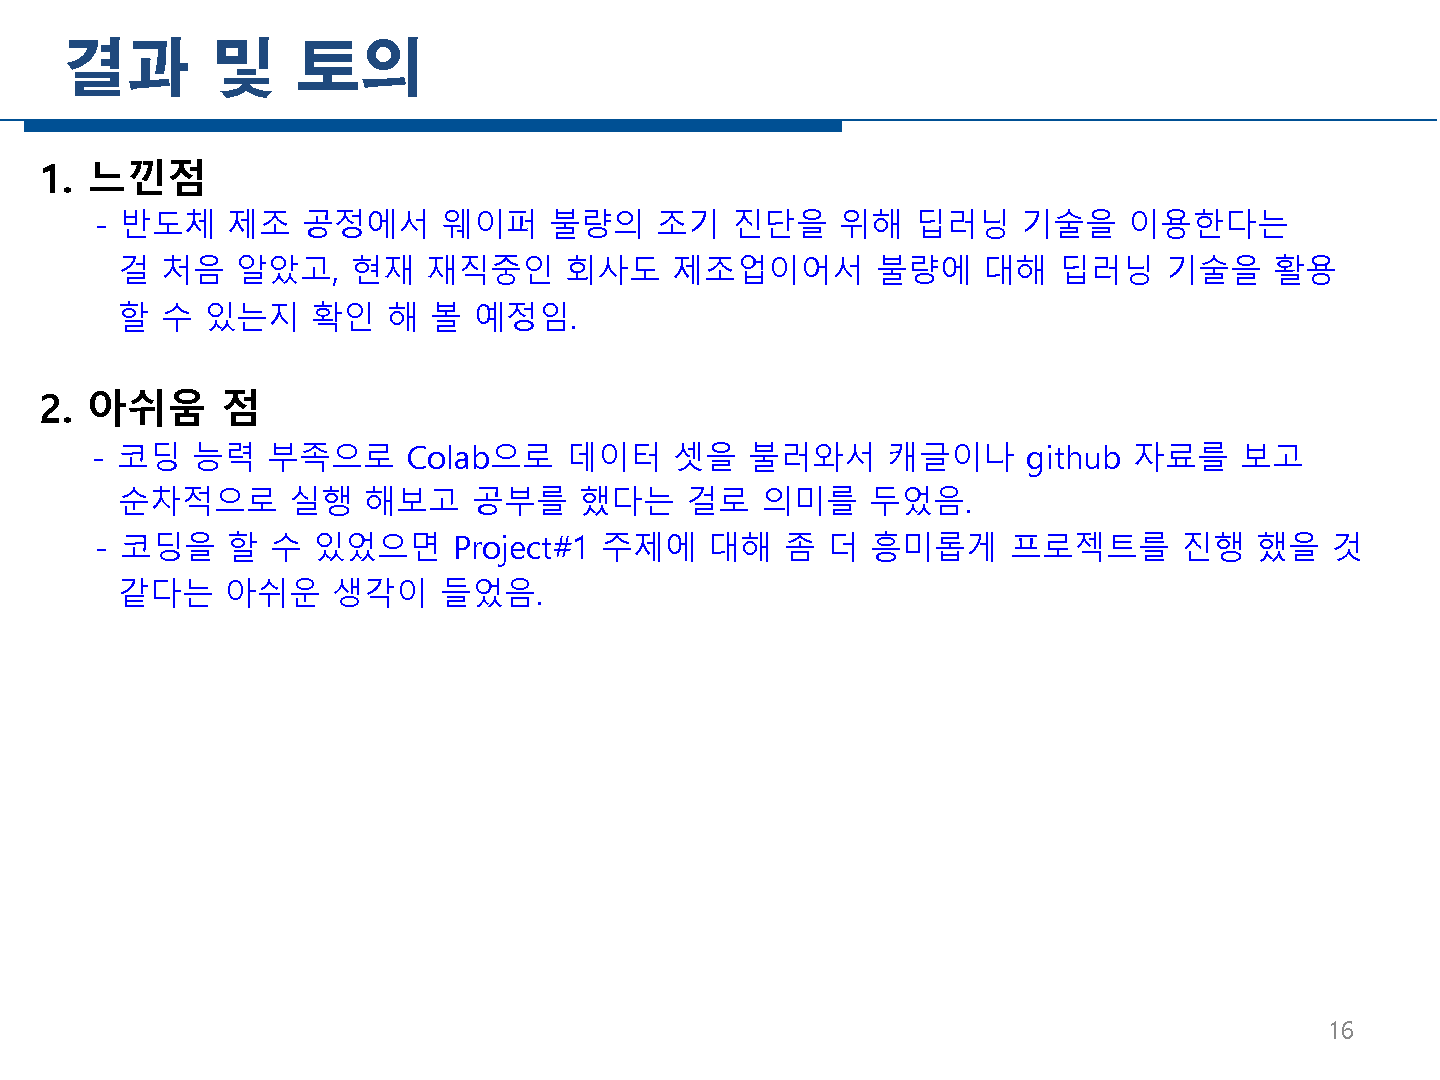 결과 및 토의
1. 느낀점
- 반도체 제조 공정에서 웨이퍼 불량의 조기 진단을 위해 딥러닝 기술을 이용한다는
걸 처음 알았고, 현재 재직중인 회사도 제조업이어서 불량에 대해 딥러닝 기술을 활용
할 수 있는지 확인 해 볼 예정임.
2. 아쉬움 점
- 코딩 능력 부족으로 Colab으로 데이터 셋을 불러와서 캐글이나 github 자료를 보고
순차적으로 실행 해보고 공부를 했다는 걸로 의미를 두었음.
- 코딩을 할 수 있었으면 Project#1 주제에 대해 좀 더 흥미롭게 프로젝트를 진행 했을 것
같다는 아쉬운 생각이 들었음.
16